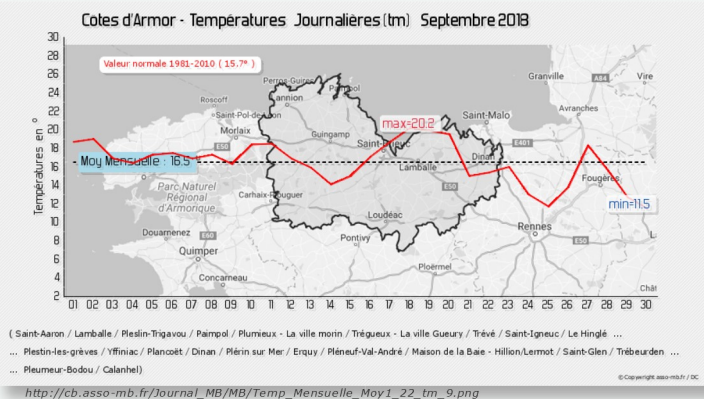 Côtes d'Armor - Températures Journalières (tm) Septembre 2018
30
28
26
24
22
20
18
16
14
12
10
8
6
4
2
Températures en °
Valeur normale 1981-2010 ( 15.7° )
Moy Mensuelle : 16.5 °
max=20.2
min=11.5
Perros-Guirec
Lannion
Paimpol
Roscoff
Saint-Pol-de-Léon
Morlaix
E50
Guingamp
Saint-Brieuc
Lamballe
Dinan
Saint-Malo
Granville
A84
Vire
Avranches
E401
Fougères
Parc Naturel
Régional
d'Armorique
Carhaix-Plouguer
E50
Loudéac
Douarnenez
E60
Quimper
Pontivy
Rennes
E50
Concarneau
Ploërmel
01 02 03 04 05 06 07 08 09 10 11 12 13 14 15 16 17 18 19 20 21 22 23 24 25 26 27 28 29 30
( Saint-Aaron / Lamballe / Pleslin-Trigavou / Paimpol / Plumieux - La ville morin / Trégueux - La ville Gueury / Trévé / Saint-Igneuc / Le Hinglé ...
... Plestin-les-grèves / Yffiniac / Plancoët / Dinan / Plérin sur Mer / Erquy / Pléneuf-Val-André / Maison de la Baie - Hillion/Lermot / Saint-Glen / Trébeurden ...
... Pleumeur-Bodou / Calanhel)
© Copyright asso-mb.fr / DC
http://cb.asso-mb.fr/Journal_MB/MB/Temp_Mensuelle_Moy1_22_tm_9.png